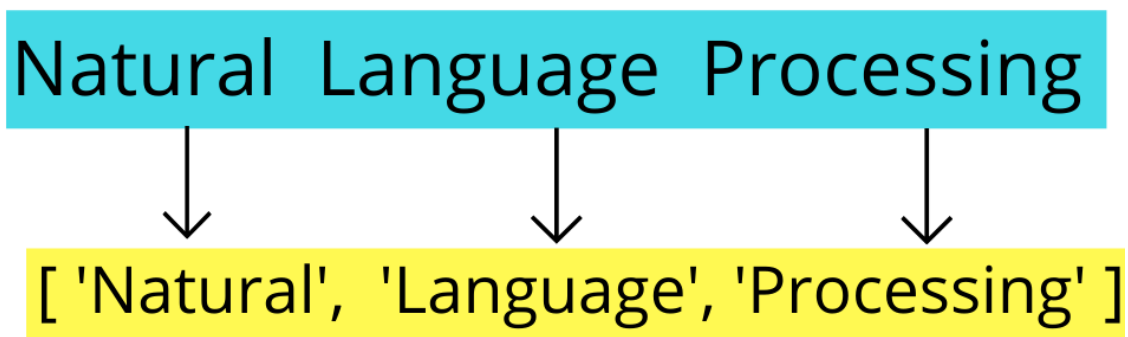 Natural Language Processing
[ 'Natural', 'Language', 'Processing' ]